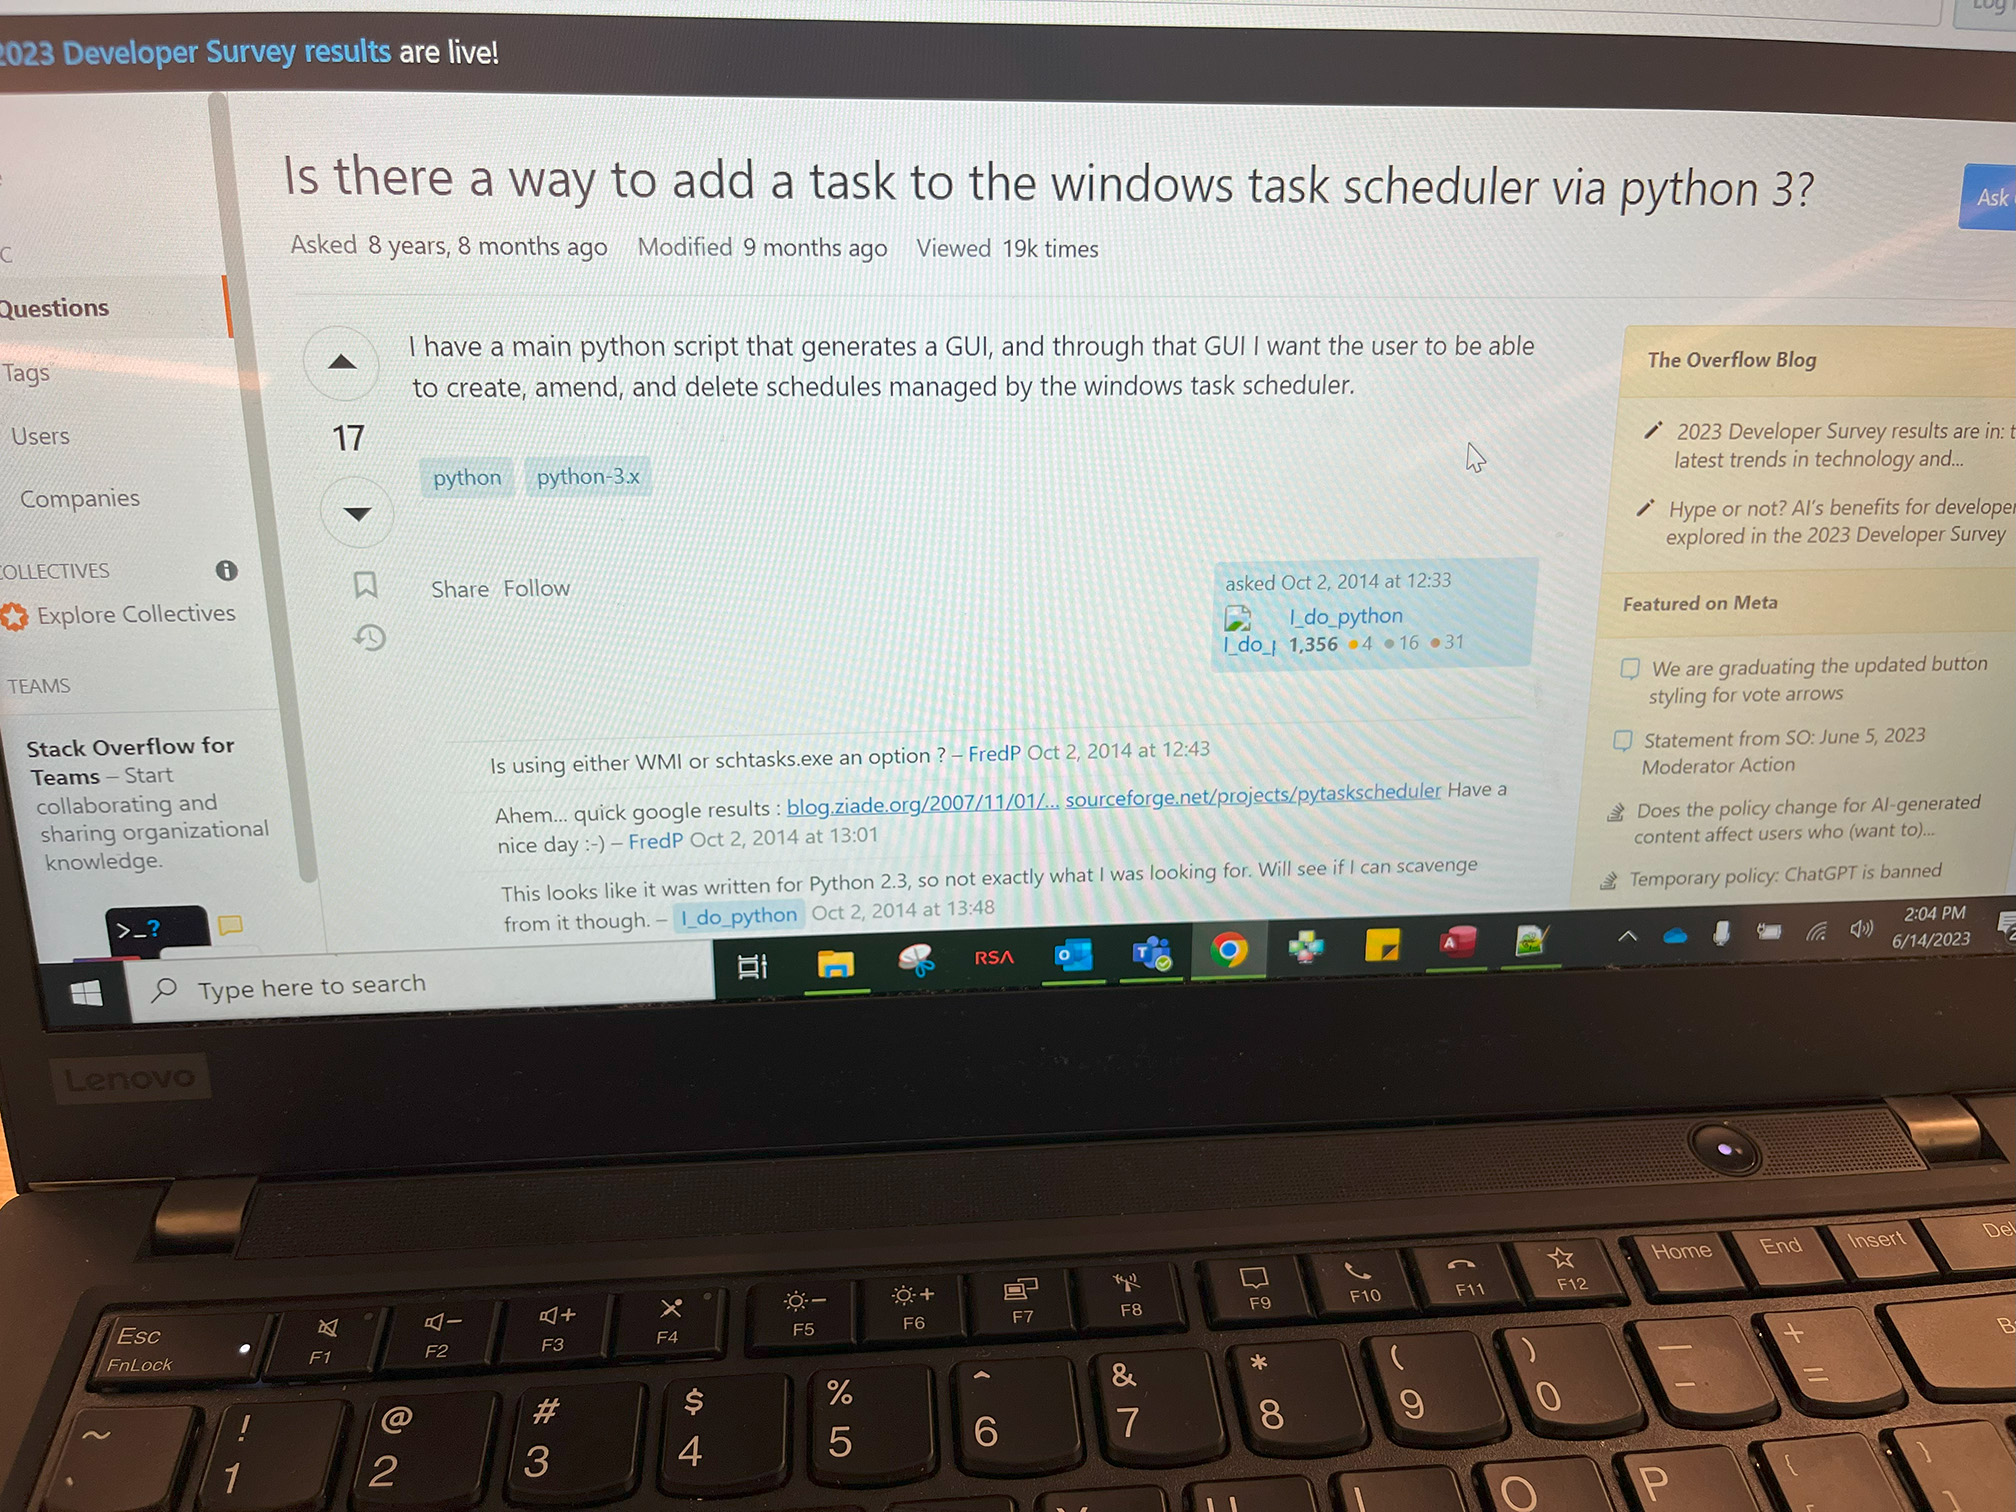 Log
2023 Developer Survey results are live!
Is there a way to add a task to the windows task scheduler via python 3?
Ask
Asked 8 years, 8 months ago Modified 9 months ago Viewed 19k times
C
Questions
Tags
Users
Companies
COLLECTIVES
Explore Collectives
TEAMS
Stack Overflow for
Teams – Start
collaborating and
sharing organizational
knowledge.
>_?
I have a main python script that generates a GUI, and through that GUI I want the user to be able
to create, amend, and delete schedules managed by the windows task scheduler.
17
python python-3.x
Share Follow
asked Oct 2, 2014 at 12:33
I_do_python
I_do_p 1,356 4 16 31
Is using either WMI or schtasks.exe an option ? – FredP Oct 2, 2014 at 12:43
Ahem... quick google results : blog.ziade.org/2007/11/01/... sourceforge.net/projects/pytaskscheduler Have a
nice day :-) – FredP Oct 2, 2014 at 13:01
This looks like it was written for Python 2.3, so not exactly what I was looking for. Will see if I can scavenge
from it though. – I_do_python Oct 2, 2014 at 13:48
The Overflow Blog
2023 Developer Survey results are in: t
latest trends in technology and...
Hype or not? AI's benefits for developer
explored in the 2023 Developer Survey
Featured on Meta
We are graduating the updated button
styling for vote arrows
Statement from SO: June 5, 2023
Moderator Action
Does the policy change for AI-generated
content affect users who (want to)...
Temporary policy: ChatGPT is banned
Type here to search
RSA
2:04 PM
6/14/2023
Lenovo
Home End Insert Del
Esc
FnLock
F1 F2 F3 F4 F5 F6 F7 F8 F9 F10 F11 F12
~ ! @ # $ % ^ & * ( ) — +
1 2 3 4 5 6 7 8 9 0 - =
B
U I O P { }